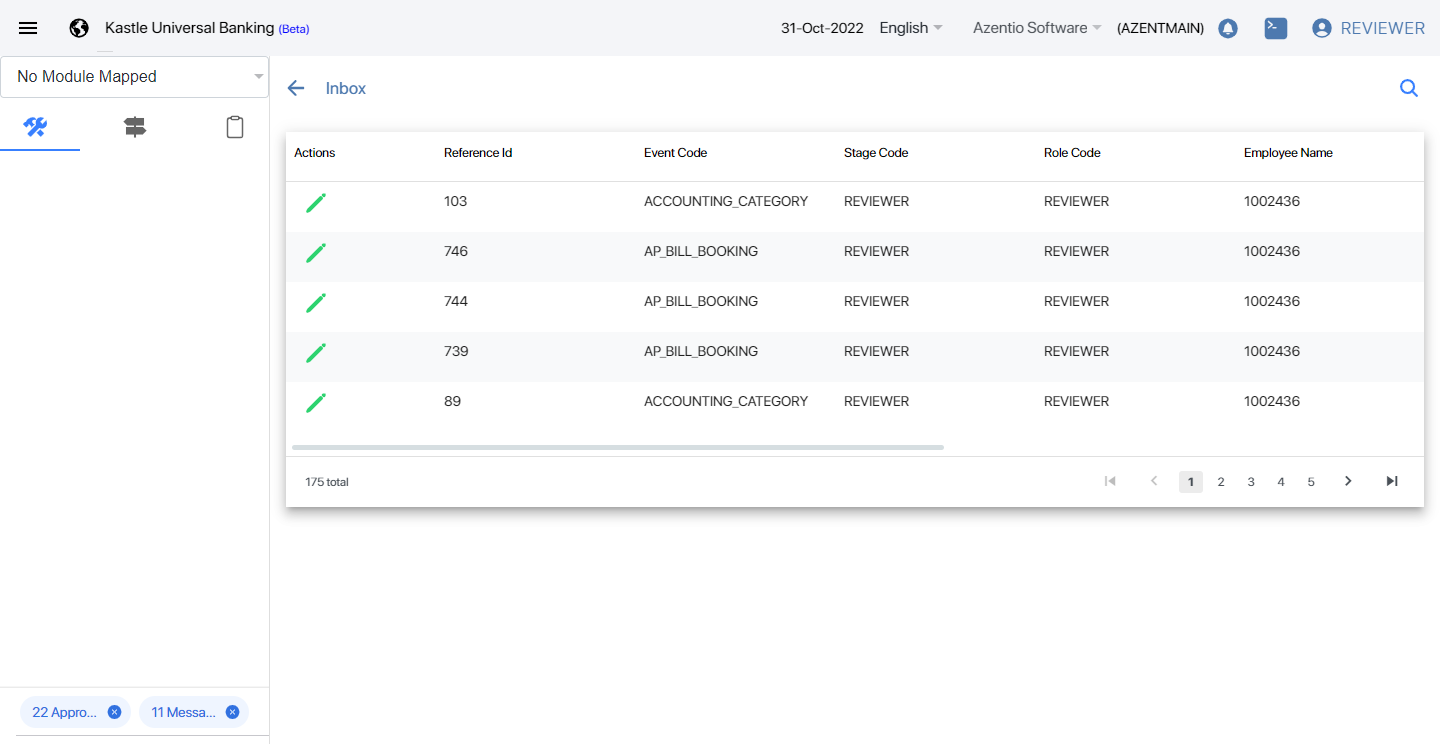 Kastle Universal Banking (Beta)
31-Oct-2022 English Azentio Software (AZENTMAIN) REVIEWER
No Module Mapped
Inbox
Actions Reference Id Event Code Stage Code Role Code Employee Name
103 ACCOUNTING_CATEGORY REVIEWER REVIEWER 1002436
746 AP_BILL_BOOKING REVIEWER REVIEWER 1002436
744 AP_BILL_BOOKING REVIEWER REVIEWER 1002436
739 AP_BILL_BOOKING REVIEWER REVIEWER 1002436
89 ACCOUNTING_CATEGORY REVIEWER REVIEWER 1002436
175 total 1 2 3 4 5
22 Appro... 11 Messa...